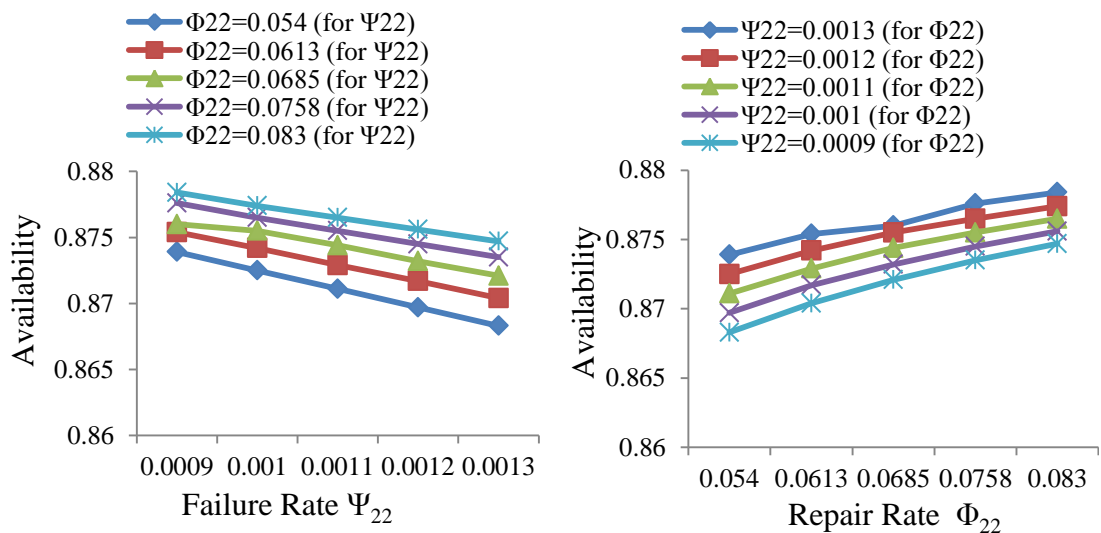 Φ22=0.054 (for Ψ22)
Φ22=0.0613 (for Ψ22)
Φ22=0.0685 (for Ψ22)
Φ22=0.0758 (for Ψ22)
Φ22=0.083 (for Ψ22)
0.88
0.875
0.87
0.865
0.86
Availability
0.0009 0.001 0.0011 0.0012 0.0013
Failure Rate Ψ22
Ψ22=0.0013 (for Φ22)
Ψ22=0.0012 (for Φ22)
Ψ22=0.0011 (for Φ22)
Ψ22=0.001 (for Φ22)
Ψ22=0.0009 (for Φ22)
0.88
0.875
0.87
0.865
0.86
Availability
0.054 0.0613 0.0685 0.0758 0.083
Repair Rate Φ22